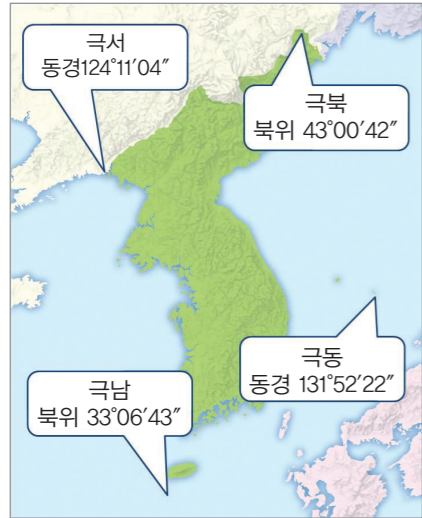 극서
동경124°11′04″
극북
북위 43°00′42″
극동
동경 131°52′22″
극남
북위 33°06′43″